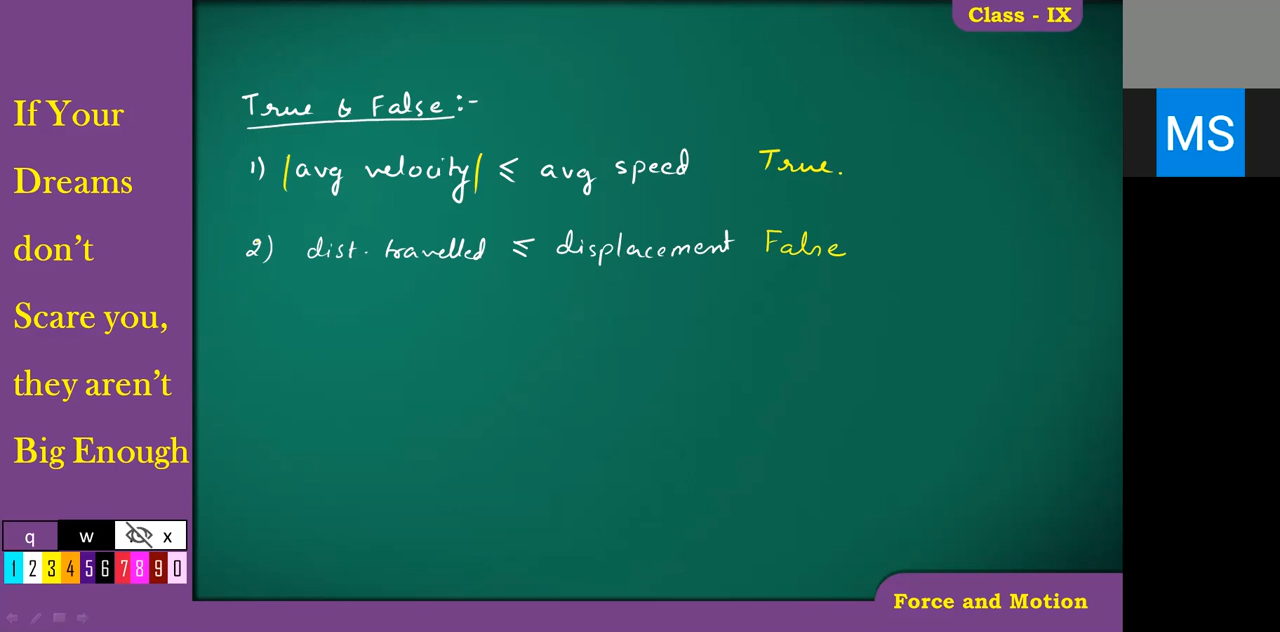 Class - IX
If Your
Dreams
don't
Scare you,
they aren't
Big Enough
True & False :-
1) |avg velocity| ≤ avg speed True.
2) dist. travelled ≤ displacement False
MS
q w x
1 2 3 4 5 6 7 8 9 0
Force and Motion